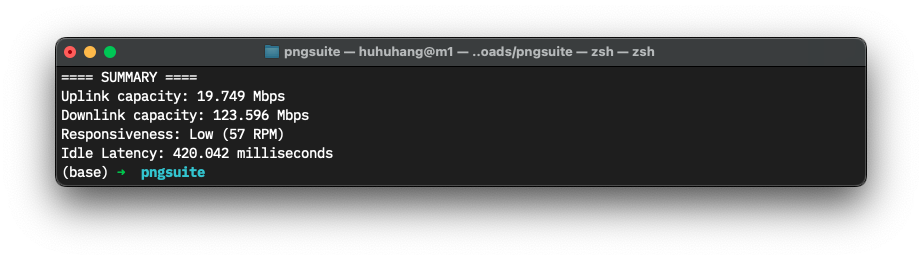 pngsuite — huhuhang@m1 — ..oads/pngsuite — zsh — zsh
==== SUMMARY ====
Uplink capacity: 19.749 Mbps
Downlink capacity: 123.596 Mbps
Responsiveness: Low (57 RPM)
Idle Latency: 420.042 milliseconds
(base) ➜  pngsuite